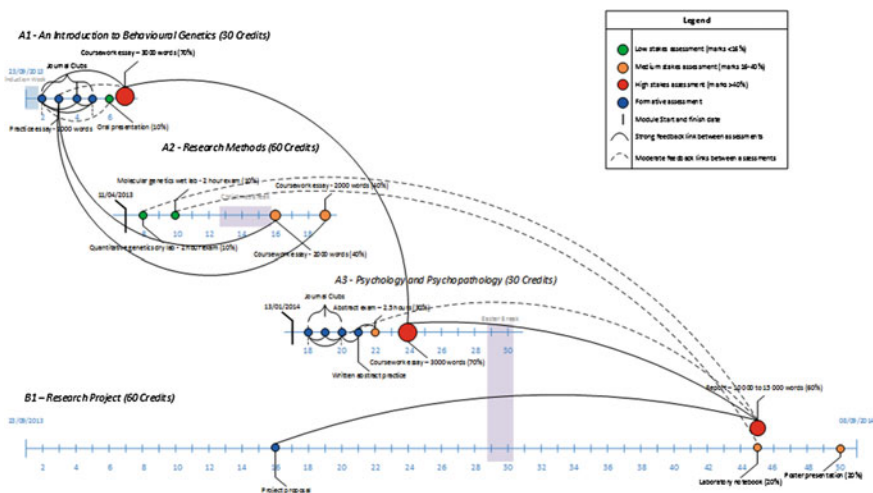 A1 - An Introduction to Behavioural Genetics (30 Credits)
Coursework essay – 3000 words (70%)
Journal Clubs
23/09/2013
Induction Week
2 4 6
Practice essay - 2000 words
Oral presentation (10%)
Legend
Low stakes assessment (marks <16%)
Medium stakes assessment (marks 16-40%)
High stakes assessment (marks >40%)
Formative assessment
Module Start and finish date
Strong feedback link between assessments
Moderate feedback links between assessments
A2 - Research Methods (60 Credits)
Molecular genetics wet lab - 2 hour exam (10%)
Coursework essay - 2000 words (40%)
11/04/2013
8 10 12 14 16 18
Quantitative genetics dry lab - 2 hour exam (10%)
Coursework essay - 2000 words (40%)
A3 - Psychology and Psychopathology (30 Credits)
Journal Clubs
Abstract exam – 2.5 hours (30%)
13/01/2014
Easter Break
18 20 22 24 26 28 30
Coursework essay – 3000 words (70%)
Written abstract practice
B1 – Research Project (60 Credits)
Report – 10 000 to 15 000 words (60%)
23/09/2013
08/09/2014
2 4 6 8 10 12 14 16 18 20 22 24 26 28 30 32 34 36 38 40 42 44 46 48 50
Project proposal
Laboratory notebook (20%)
Poster presentation (20%)